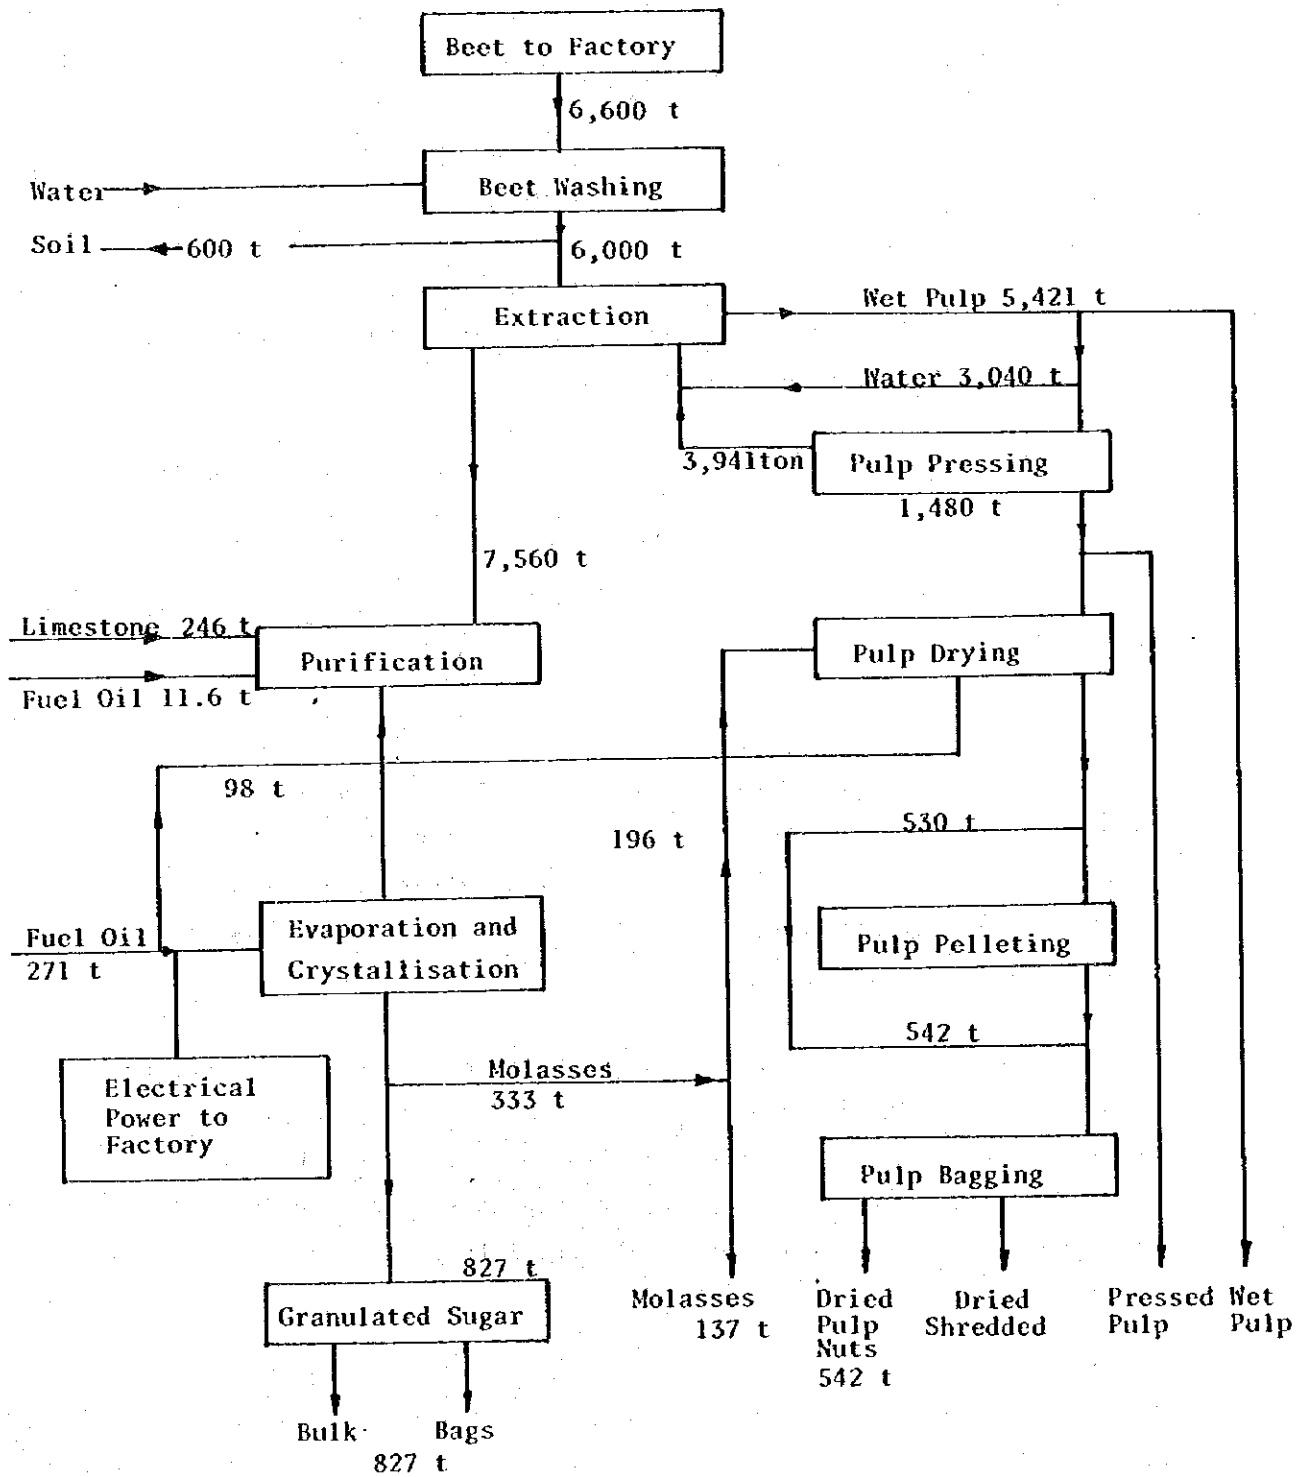 Beet to Factory
6,600 t
Beet Washing
Water
Soil
600 t
6,000 t
Extraction
Wet Pulp 5,421 t
Water 3,040 t
3,941ton
Pulp Pressing
1,480 t
7,560 t
Limestone 246 t
Purification
Fuel Oil 11.6 t
Pulp Drying
98 t
196 t
530 t
Fuel Oil
271 t
Evaporation and
Crystallisation
Pulp Pelleting
542 t
Molasses
333 t
Electrical
Power to
Factory
Pulp Bagging
827 t
Granulated Sugar
Molasses
137 t
Dried
Pulp
Nuts
542 t
Dried
Shredded
Pressed
Pulp
Wet
Pulp
Bulk
Bags
827 t